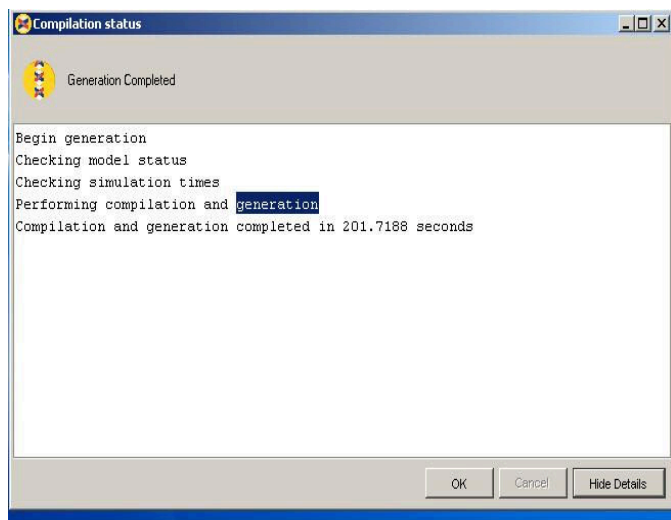 Compilation status
Generation Completed
Begin generation
Checking model status
Checking simulation times
Performing compilation and generation
Compilation and generation completed in 201.7188 seconds
OK Cancel Hide Details